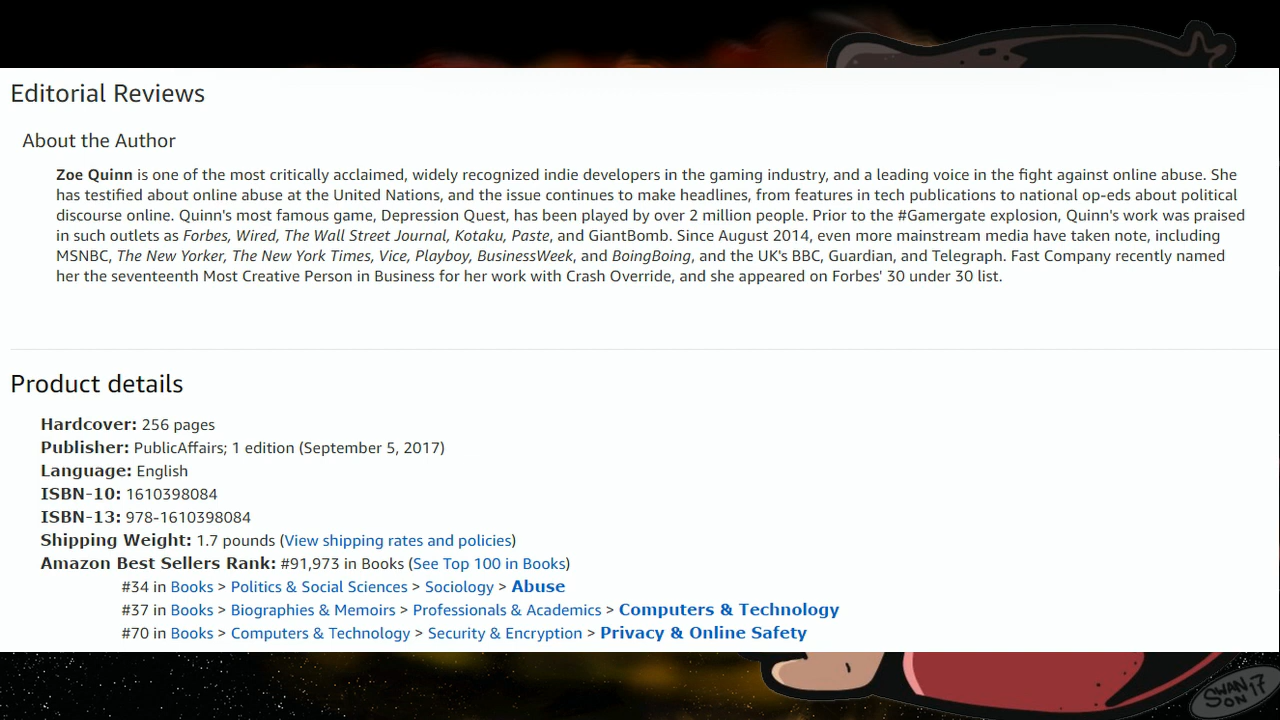 Editorial Reviews
About the Author
Zoe Quinn is one of the most critically acclaimed, widely recognized indie developers in the gaming industry, and a leading voice in the fight against online abuse. She
has testified about online abuse at the United Nations, and the issue continues to make headlines, from features in tech publications to national op-eds about political
discourse online. Quinn's most famous game, Depression Quest, has been played by over 2 million people. Prior to the #Gamergate explosion, Quinn's work was praised
in such outlets as Forbes, Wired, The Wall Street Journal, Kotaku, Paste, and GiantBomb. Since August 2014, even more mainstream media have taken note, including
MSNBC, The New Yorker, The New York Times, Vice, Playboy, BusinessWeek, and BoingBoing, and the UK's BBC, Guardian, and Telegraph. Fast Company recently named
her the seventeenth Most Creative Person in Business for her work with Crash Override, and she appeared on Forbes' 30 under 30 list.
Product details
Hardcover: 256 pages
Publisher: PublicAffairs; 1 edition (September 5, 2017)
Language: English
ISBN-10: 1610398084
ISBN-13: 978-1610398084
Shipping Weight: 1.7 pounds (View shipping rates and policies)
Amazon Best Sellers Rank: #91,973 in Books (See Top 100 in Books)
#34 in Books > Politics & Social Sciences > Sociology > Abuse
#37 in Books > Biographies & Memoirs > Professionals & Academics > Computers & Technology
#70 in Books > Computers & Technology > Security & Encryption > Privacy & Online Safety
SWAN 17
SON